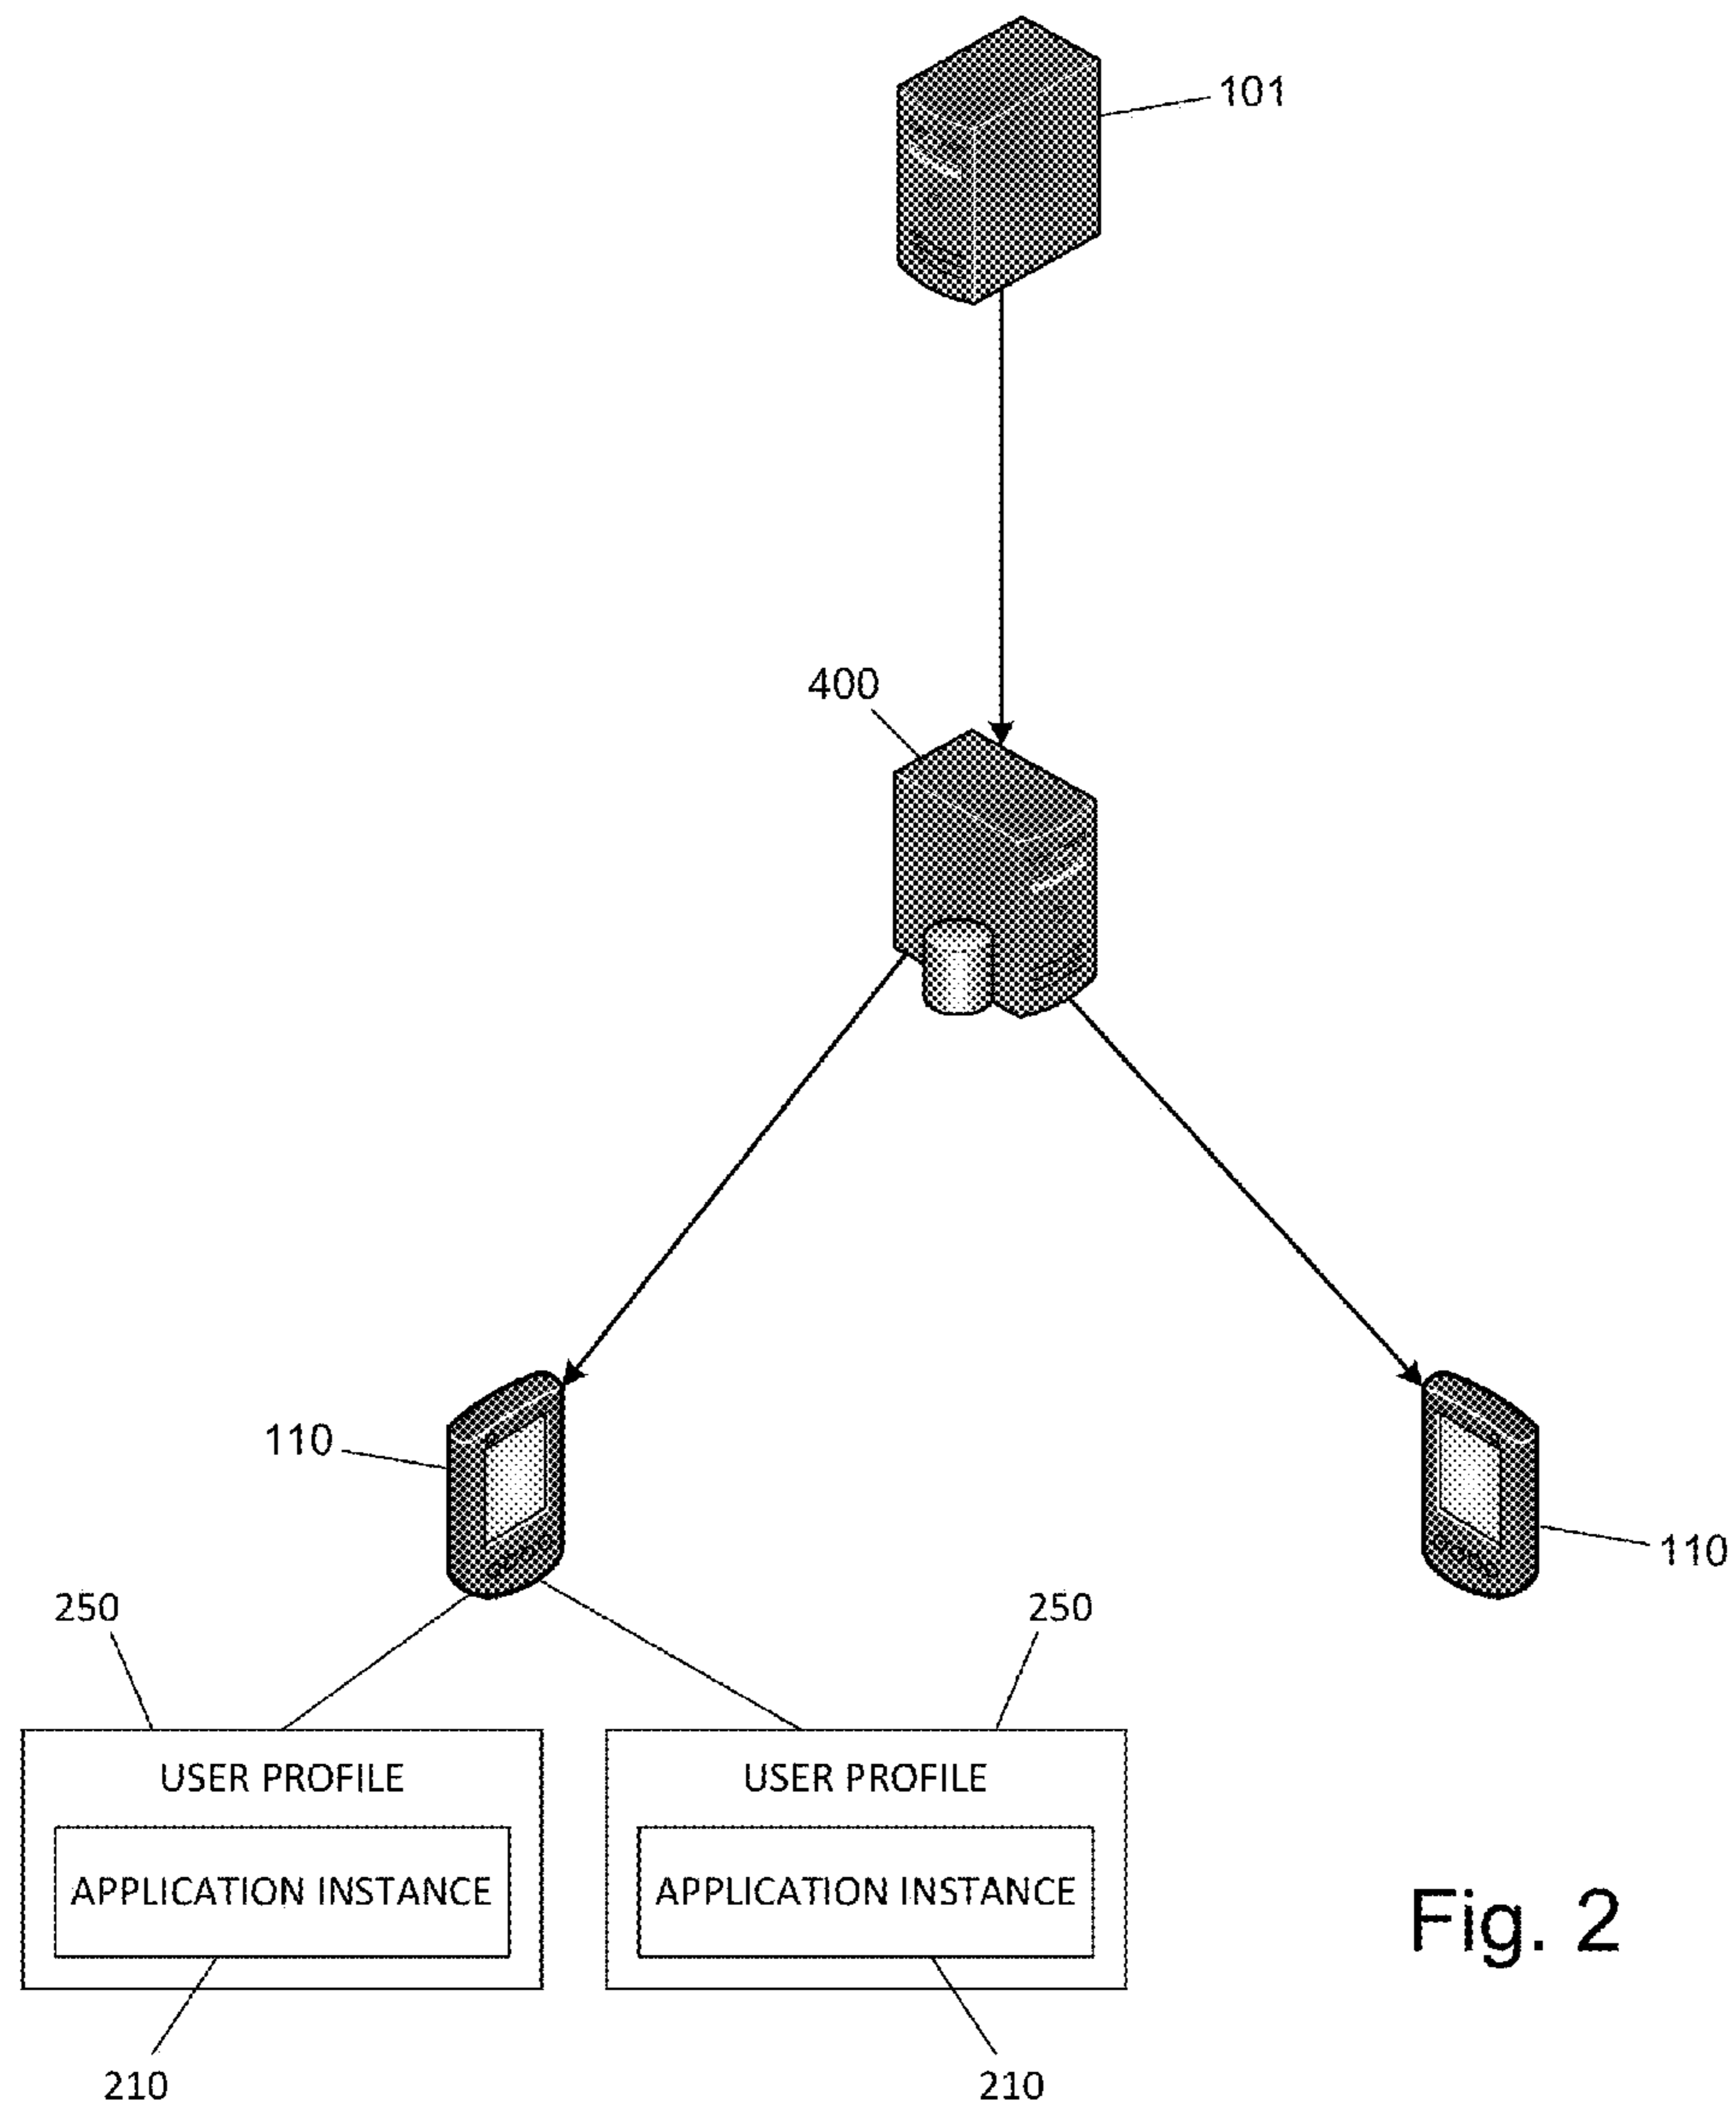 101
400
110
110
250
250
USER PROFILE
USER PROFILE
APPLICATION INSTANCE
APPLICATION INSTANCE
Fig. 2
210
210